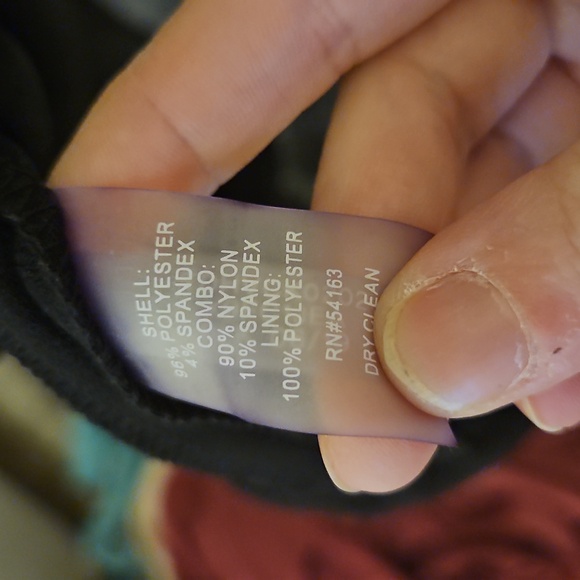 SHELL:
96% POLYESTER
4% SPANDEX
COMBO:
90% NYLON
10% SPANDEX
LINING:
100% POLYESTER
RN#54163
DRY CLEAN